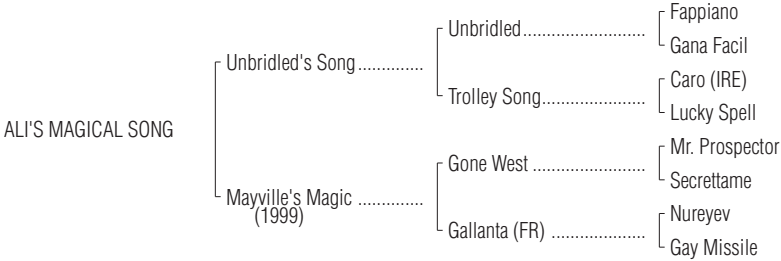 Fappiano
Unbridled..........................
Gana Facil
Unbridled's Song ..............
Caro (IRE)
Trolley Song......................
Lucky Spell
ALI'S MAGICAL SONG
Mr. Prospector
Gone West ........................
Secrettame
Mayville's Magic ..............
(1999)
Nureyev
Gallanta (FR) ....................
Gay Missile